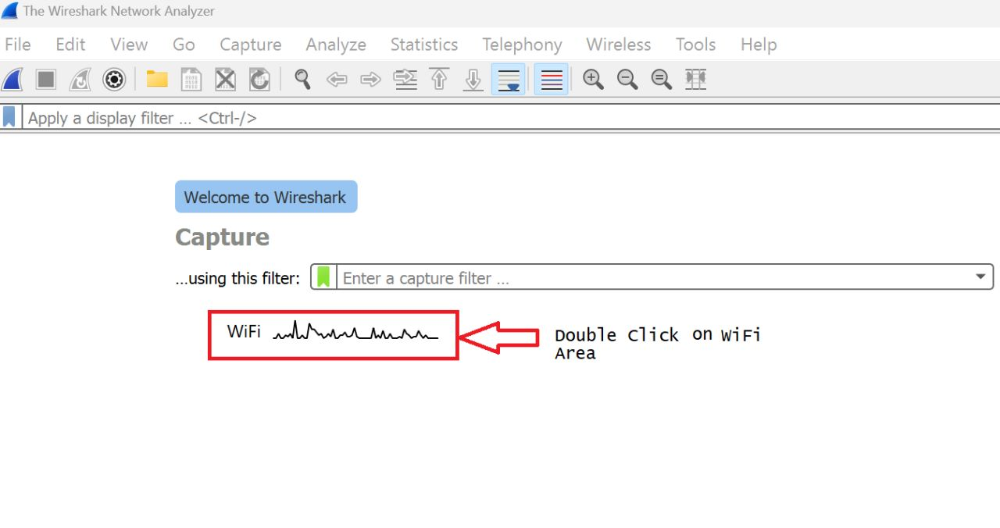 The Wireshark Network Analyzer
File Edit View Go Capture Analyze Statistics Telephony Wireless Tools Help
Apply a display filter ... <Ctrl-/>
Welcome to Wireshark
Capture
...using this filter: Enter a capture filter ...
WiFi
Double Click on WiFi
Area